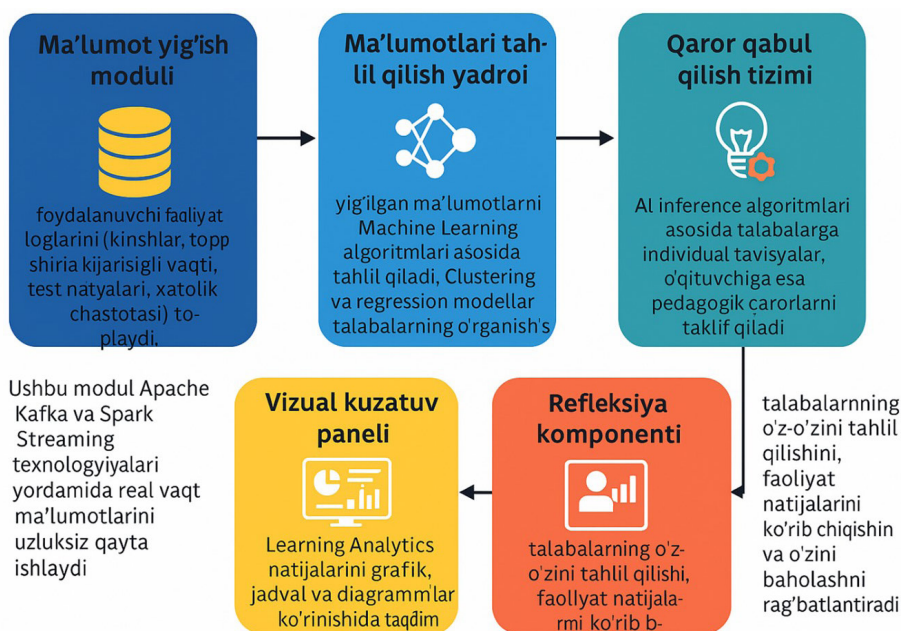 Ma'lumot yig'ish
moduli
foydalanuvchi faqliyat
loglarini (kinshlar, topp
shiria kijarisigli vaqti,
test natyalari, xatolik
chastotasi) to-
playdi.
Ma'lumotlari tah-
lil qilish yadroi
yig'ilgan ma'lumotlarni
Machine Learning
algoritmlari asosida
tahlil qiladi, Clustering
va regression modellar
talabalarning o'rganish's
Qaror qabul
qilish tizimi
AI inference algoritmlari
asosida talabalarga
individual tavisyalar,
o'qituvchiga esa
pedagogik qarorlarni
taklif qiladi
Ushbu modul Apache
Kafka va Spark
Streaming
texnologyiyalari
yordamida real vaqt
ma'lumotlarini
uzluksiz qayta
ishlaydi
Vizual kuzatuv
paneli
Learning Analytics
natijalarini grafik,
jadval va diagramm'lar
ko'rinishida taqdim
Refleksiya
komponenti
talabalarning o'z-
o'zini tahlil qilishi,
faollyat natijala-
rmi ko'rib b-
talabalarnning
o'z-o'zini tahlil
qilishini,
faoliyat
natijalarini
ko'rib chiqishin
va o'zini
baholashni
rag'batlantiradi